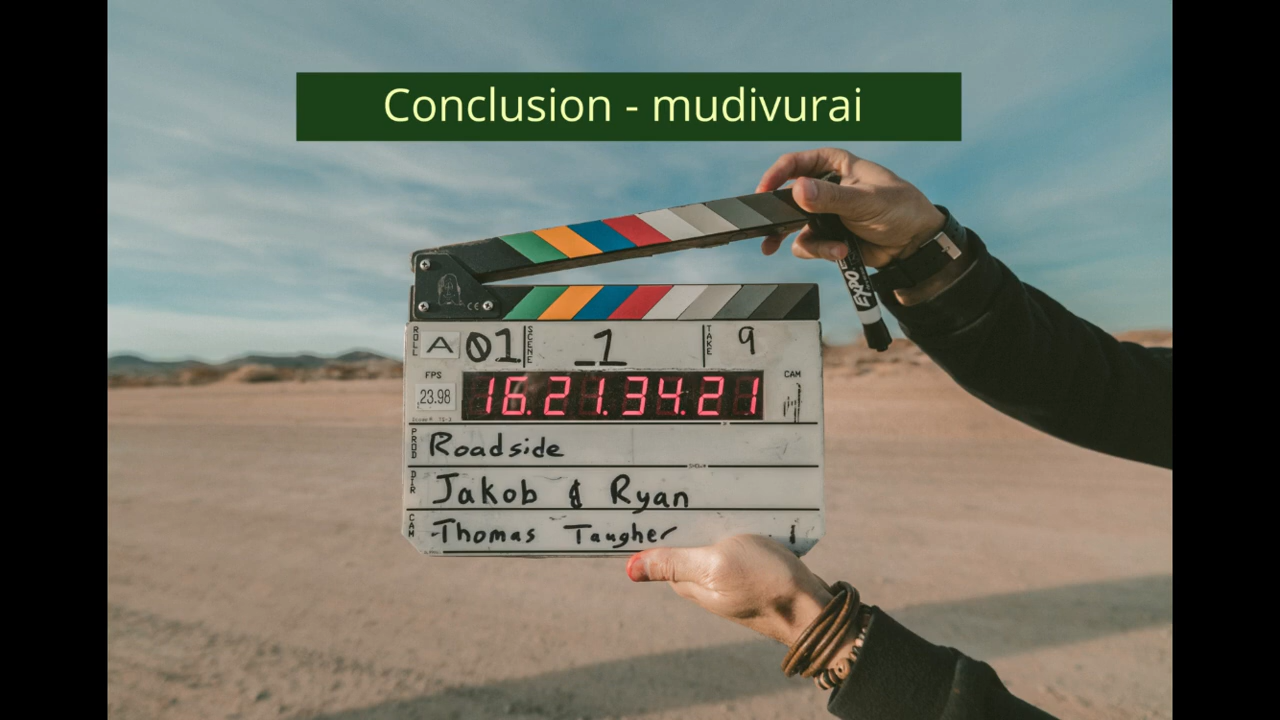 Conclusion - mudivurai
EXPO
CE
ROLL A 01 SCENE 1 TAKE 9
FPS CAM
23.98 16.21.34.21
PROD Roadside
DIR Jakob & Ryan
CAM Thomas Taugher